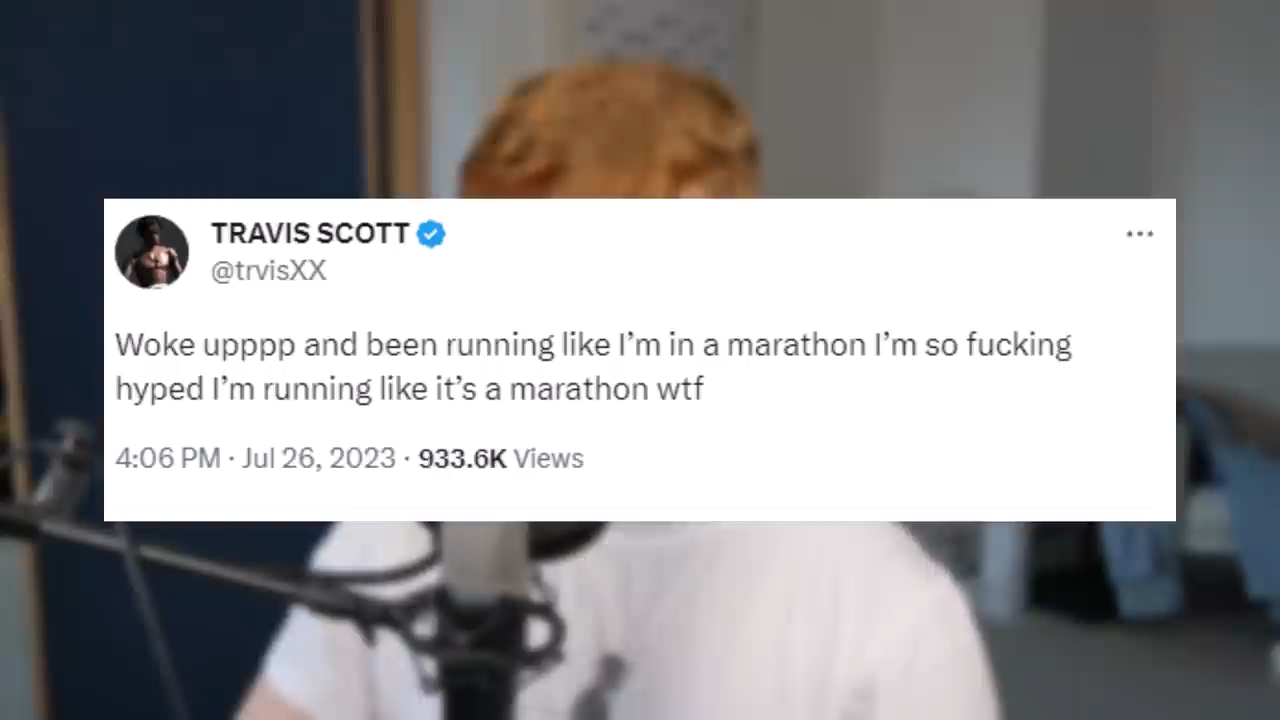 TRAVIS SCOTT
@trvisXX
Woke upppp and been running like I’m in a marathon I’m so fucking
hyped I’m running like it’s a marathon wtf
4:06 PM · Jul 26, 2023 · 933.6K Views